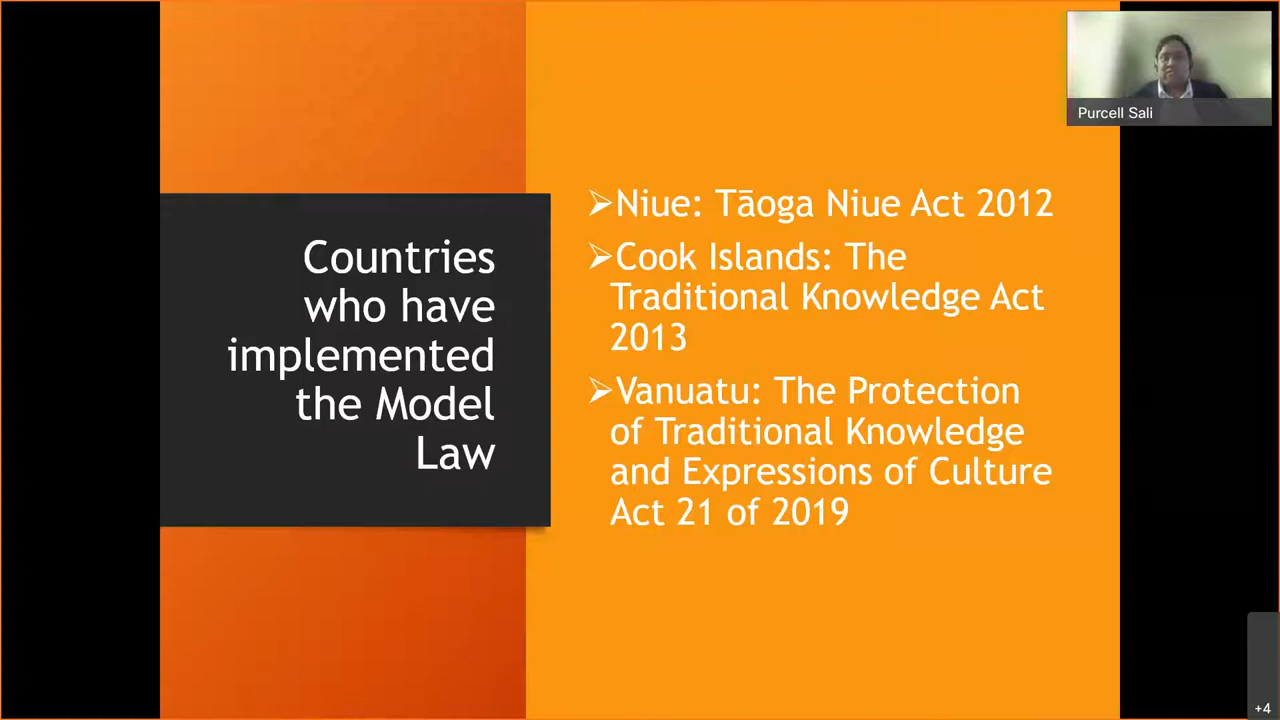 Countries
who have
implemented
the Model
Law
➢Niue: Tāoga Niue Act 2012
➢Cook Islands: The
Traditional Knowledge Act
2013
➢Vanuatu: The Protection
of Traditional Knowledge
and Expressions of Culture
Act 21 of 2019
Purcell Sali
+4